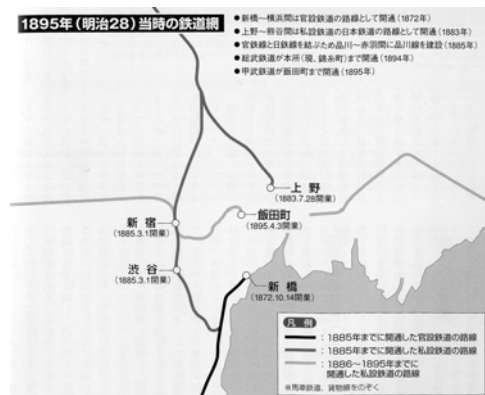 1895年(明治28)当時の鉄道網
●新橋〜横浜間は官設鉄道の路線として開通(1872年)
●上野〜熊谷間は私設鉄道の日本鉄道の路線として開通(1883年)
●官鉄線と日鉄線を結ぶため品川〜赤羽間に品川線を建設(1885年)
●総武鉄道が本所(現、錦糸町)まで開通(1894年)
●甲武鉄道が飯田町まで開通(1895年)
上野
(1883.7.28開業)
飯田町
(1895.4.3開業)
新宿
(1885.3.1開業)
渋谷
(1885.3.1開業)
新橋
(1872.10.14開業)
凡例
:1885年までに開通した官設鉄道の路線
:1885年までに開通した私設鉄道の路線
:1886〜1895年までに
開通した私設鉄道の路線
※馬車鉄道、貨物線をのぞく